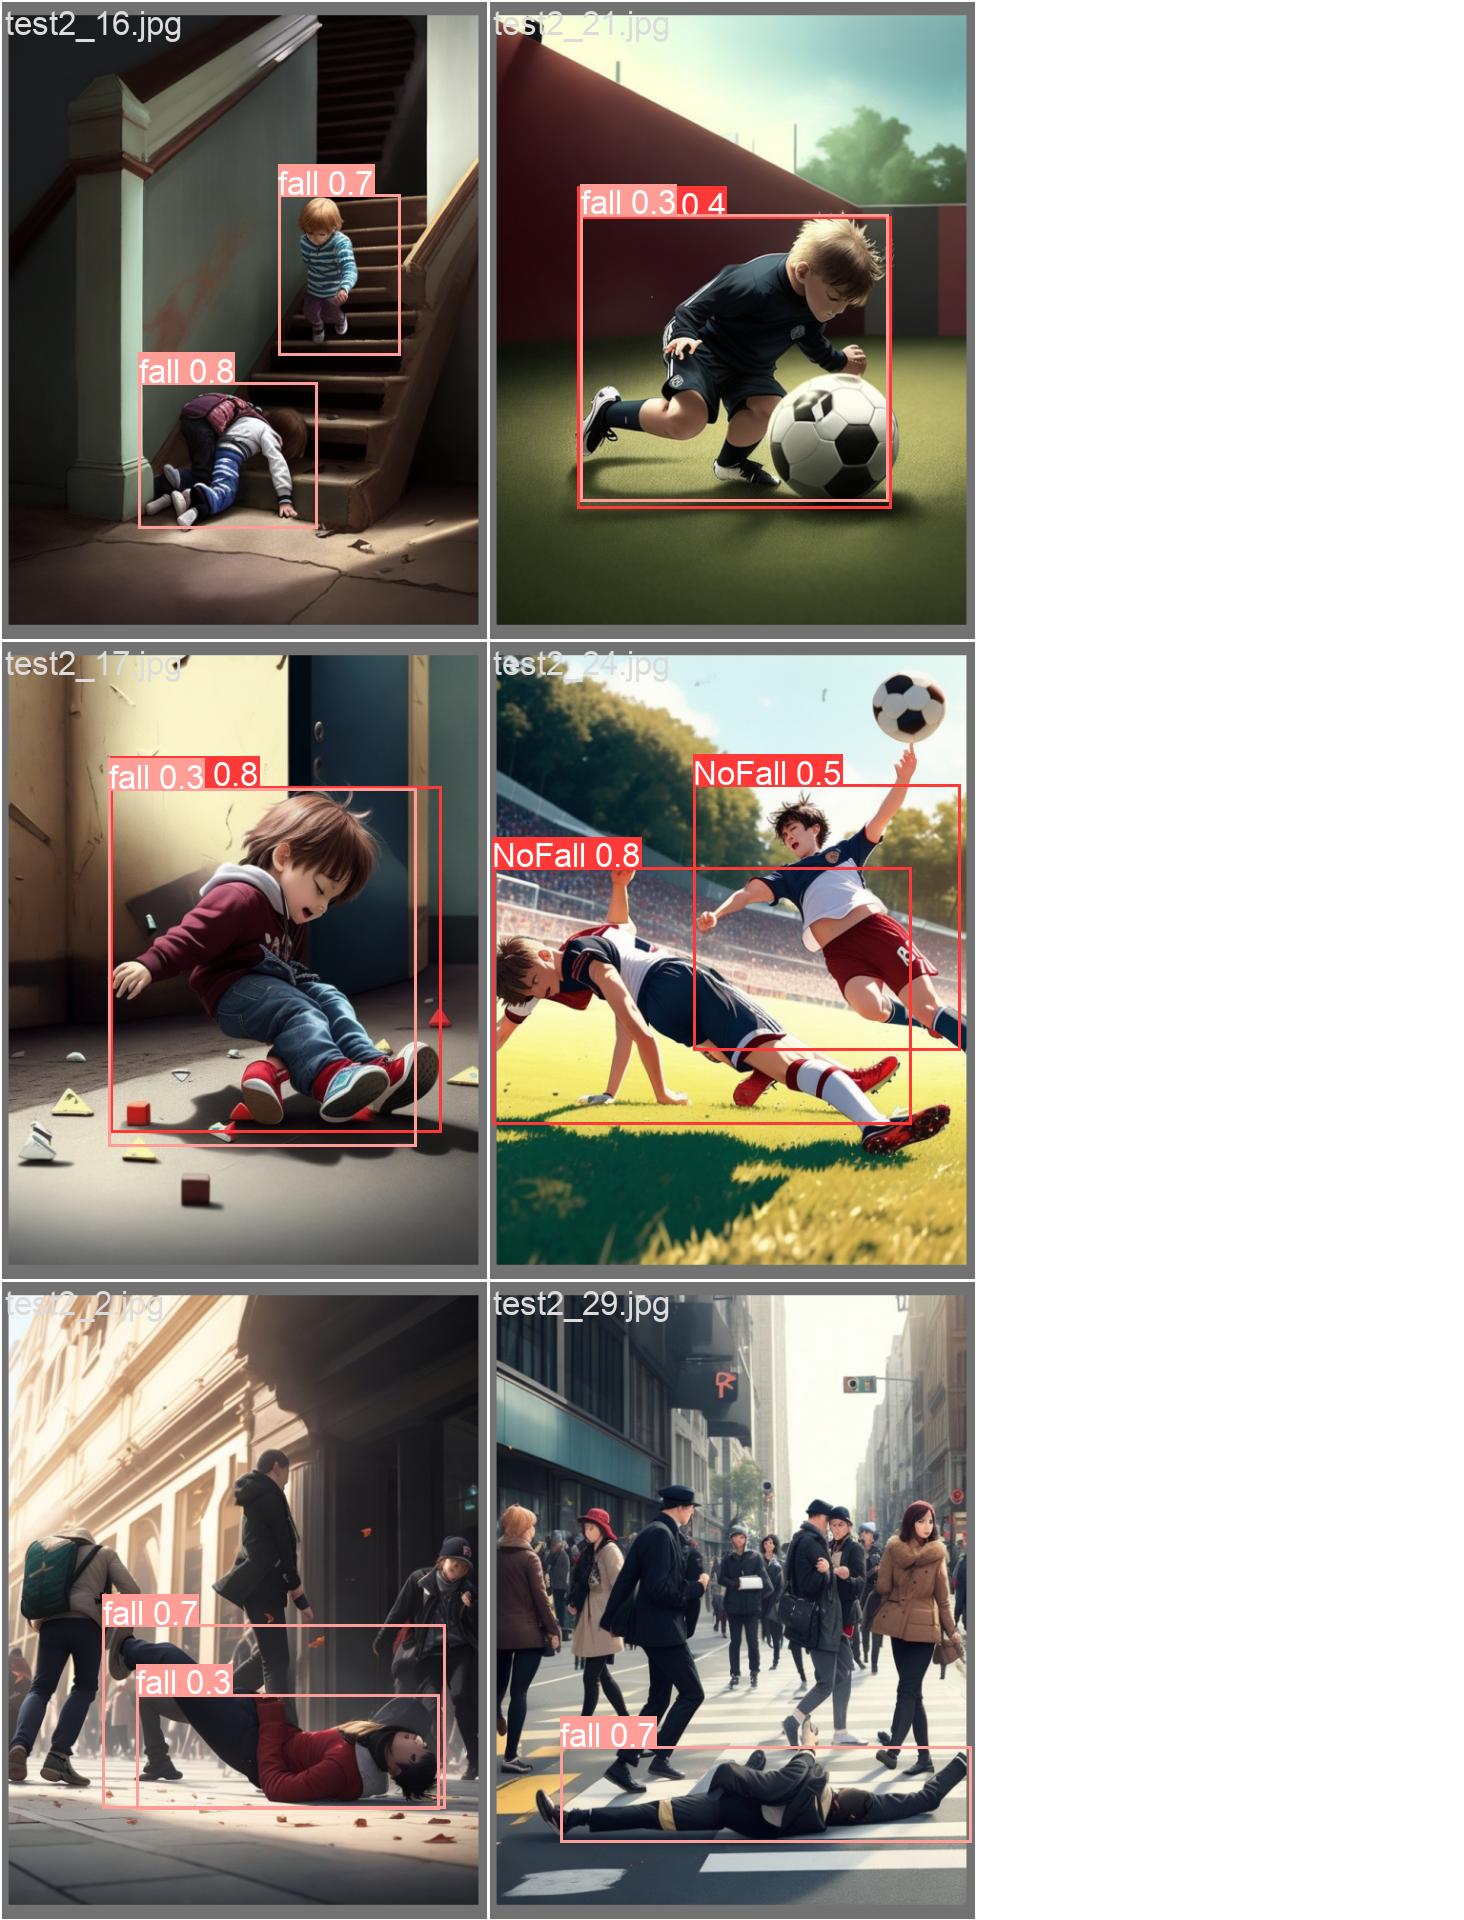 test2_16.jpg
fall 0.7
fall 0.8
test2_21.jpg
fall 0.3
0 4
test2_17.jpg
fall 0.3 0.8
test2_24.jpg
NoFall 0.5
NoFall 0.8
test2_2.jpg
fall 0.7
fall 0.3
test2_29.jpg
R
fall 0.7